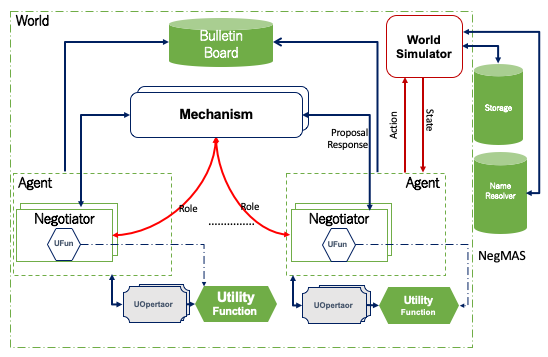 World
Bulletin
Board
World
Simulator
Storage
Mechanism
Action
State
Proposal
Response
Name
Resolver
Agent
Agent
Role
Role
Negotiator
Negotiator
UFun
UFun
NegMAS
UOpertaor
Utility
Function
UOpertaor
Utility
Function